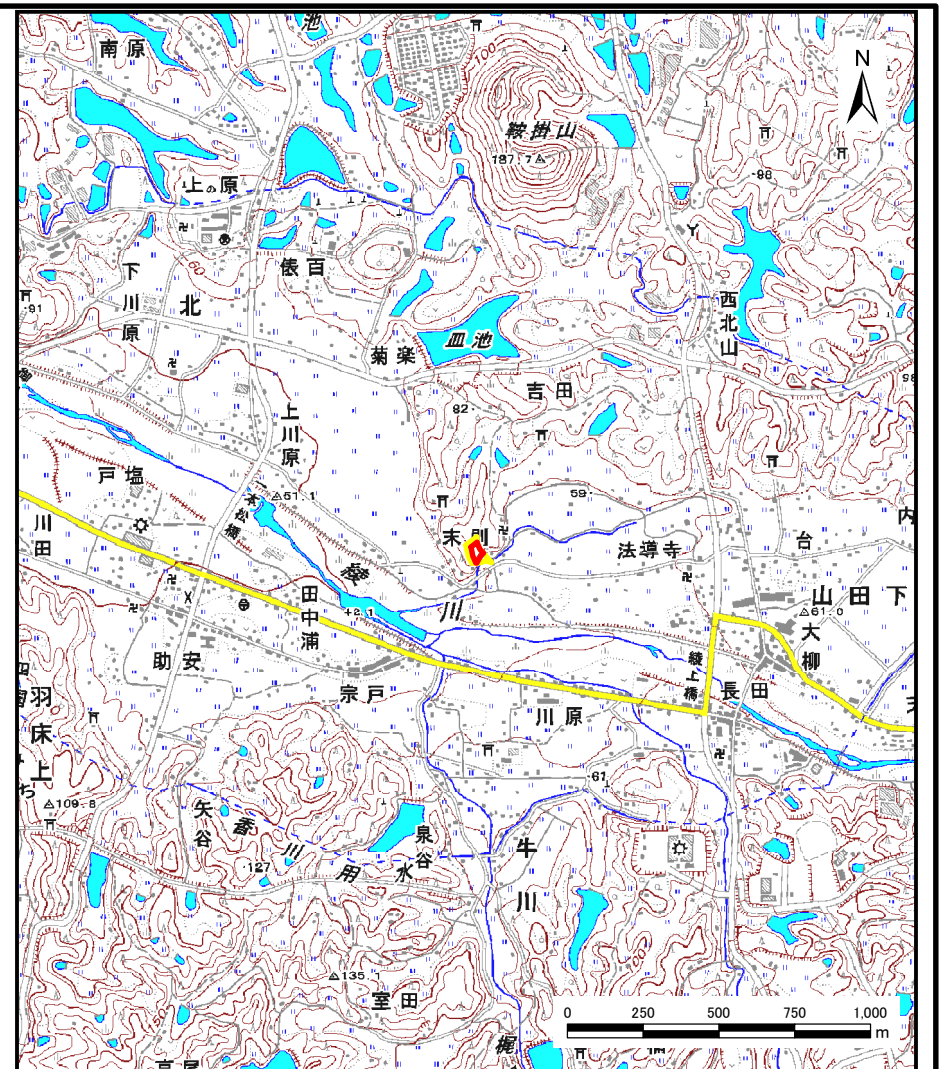 南原
池
100
鞍掛山
187.7
N
98
上の原
60
俵百
下川原
北
91
西北山
皿池
菊楽
吉田
82
上川原
戸塩
51.1
59
末則
川田
法導寺
台
内
綾
川
山田下
61.0
大柳
田中浦
助安
宗戸
綾上橋
長田
川原
羽床上
109.8
矢谷
61
香川用水
泉谷
127
牛川
135.1
室田
150
0 250 500 750 1,000
m
梶